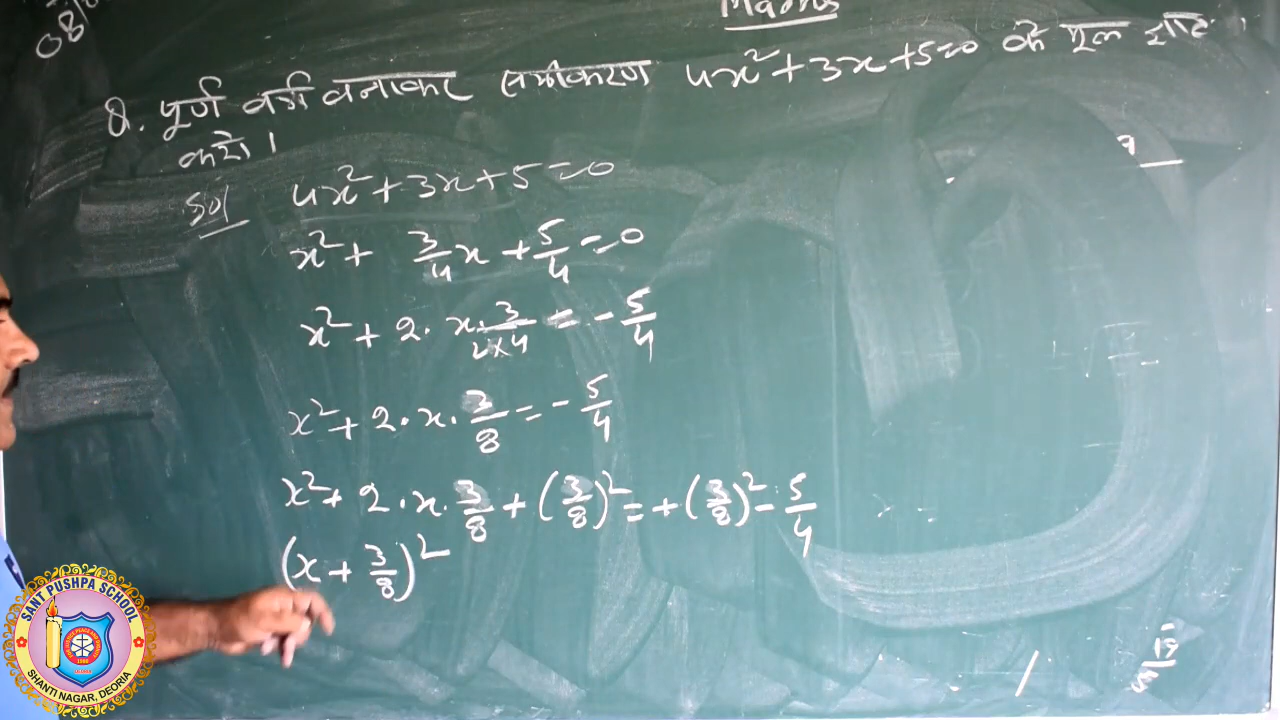 08/
Maths
Q. पूर्ण वर्ग बनाकर समीकरण 4x²+3x+5=0 के मूल ज्ञात
करो।
Sol
4x²+3x+5=0
x²+ 3/4 x + 5/4 = 0
x² + 2. x. 3/2×4 = - 5/4
x² + 2. x. 3/8 = - 5/4
x² + 2. x. 3/8 + (3/8)² = + (3/8)² - 5/4
(x + 3/8)²
SANT PUSHPA SCHOOL
SHANTI NAGAR, DEORIA